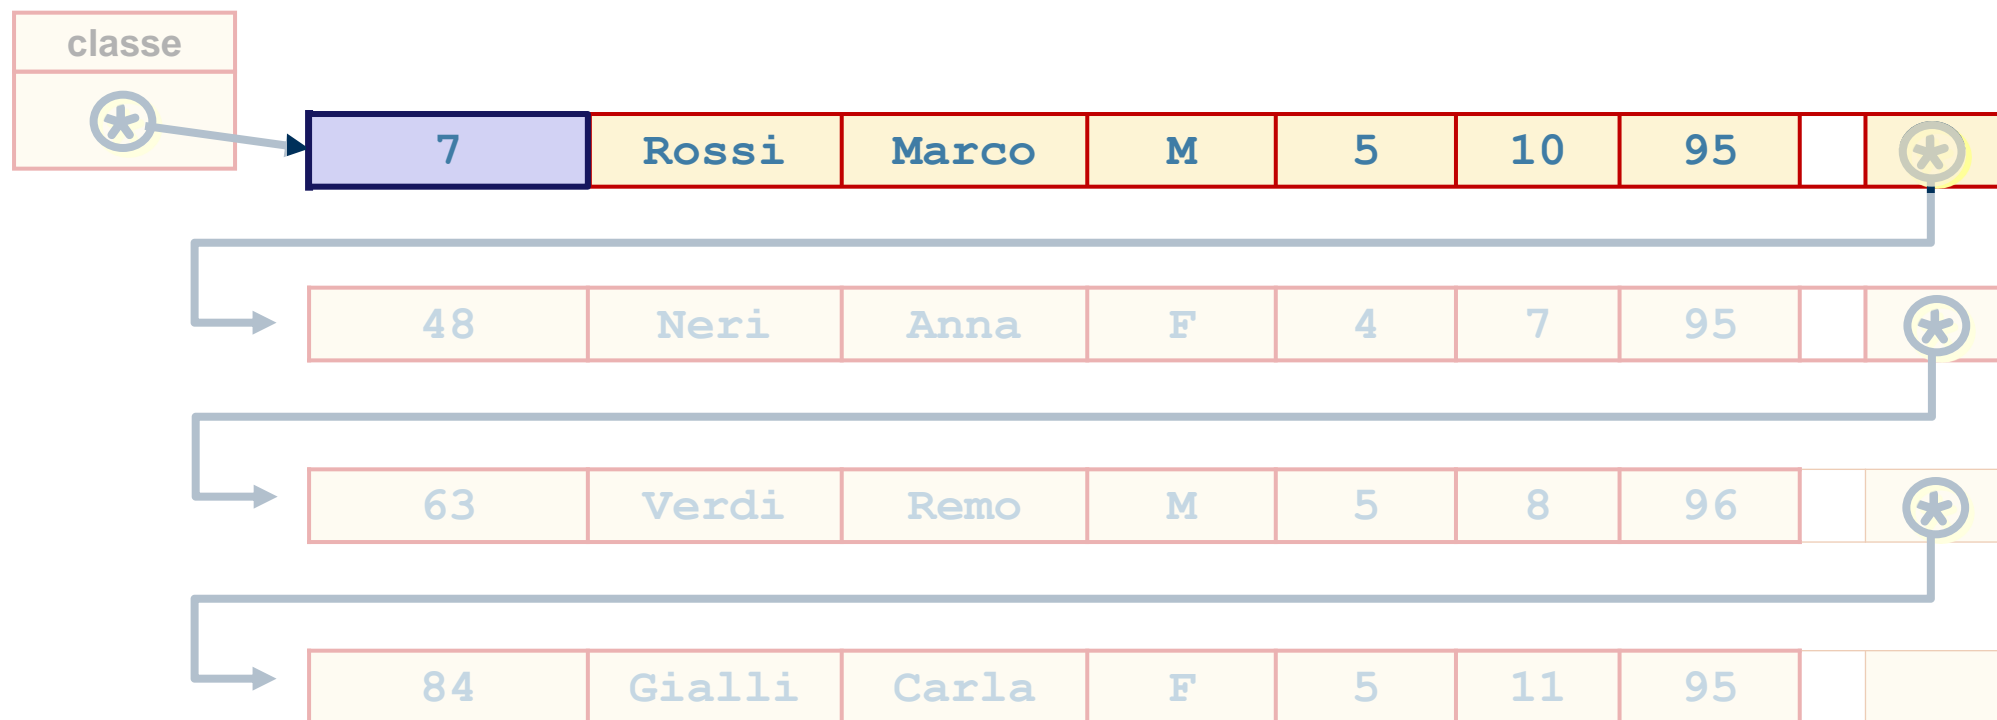 classe
*
7 Rossi Marco M 5 10 95 *
48 Neri Anna F 4 7 95 *
63 Verdi Remo M 5 8 96 *
84 Gialli Carla F 5 11 95